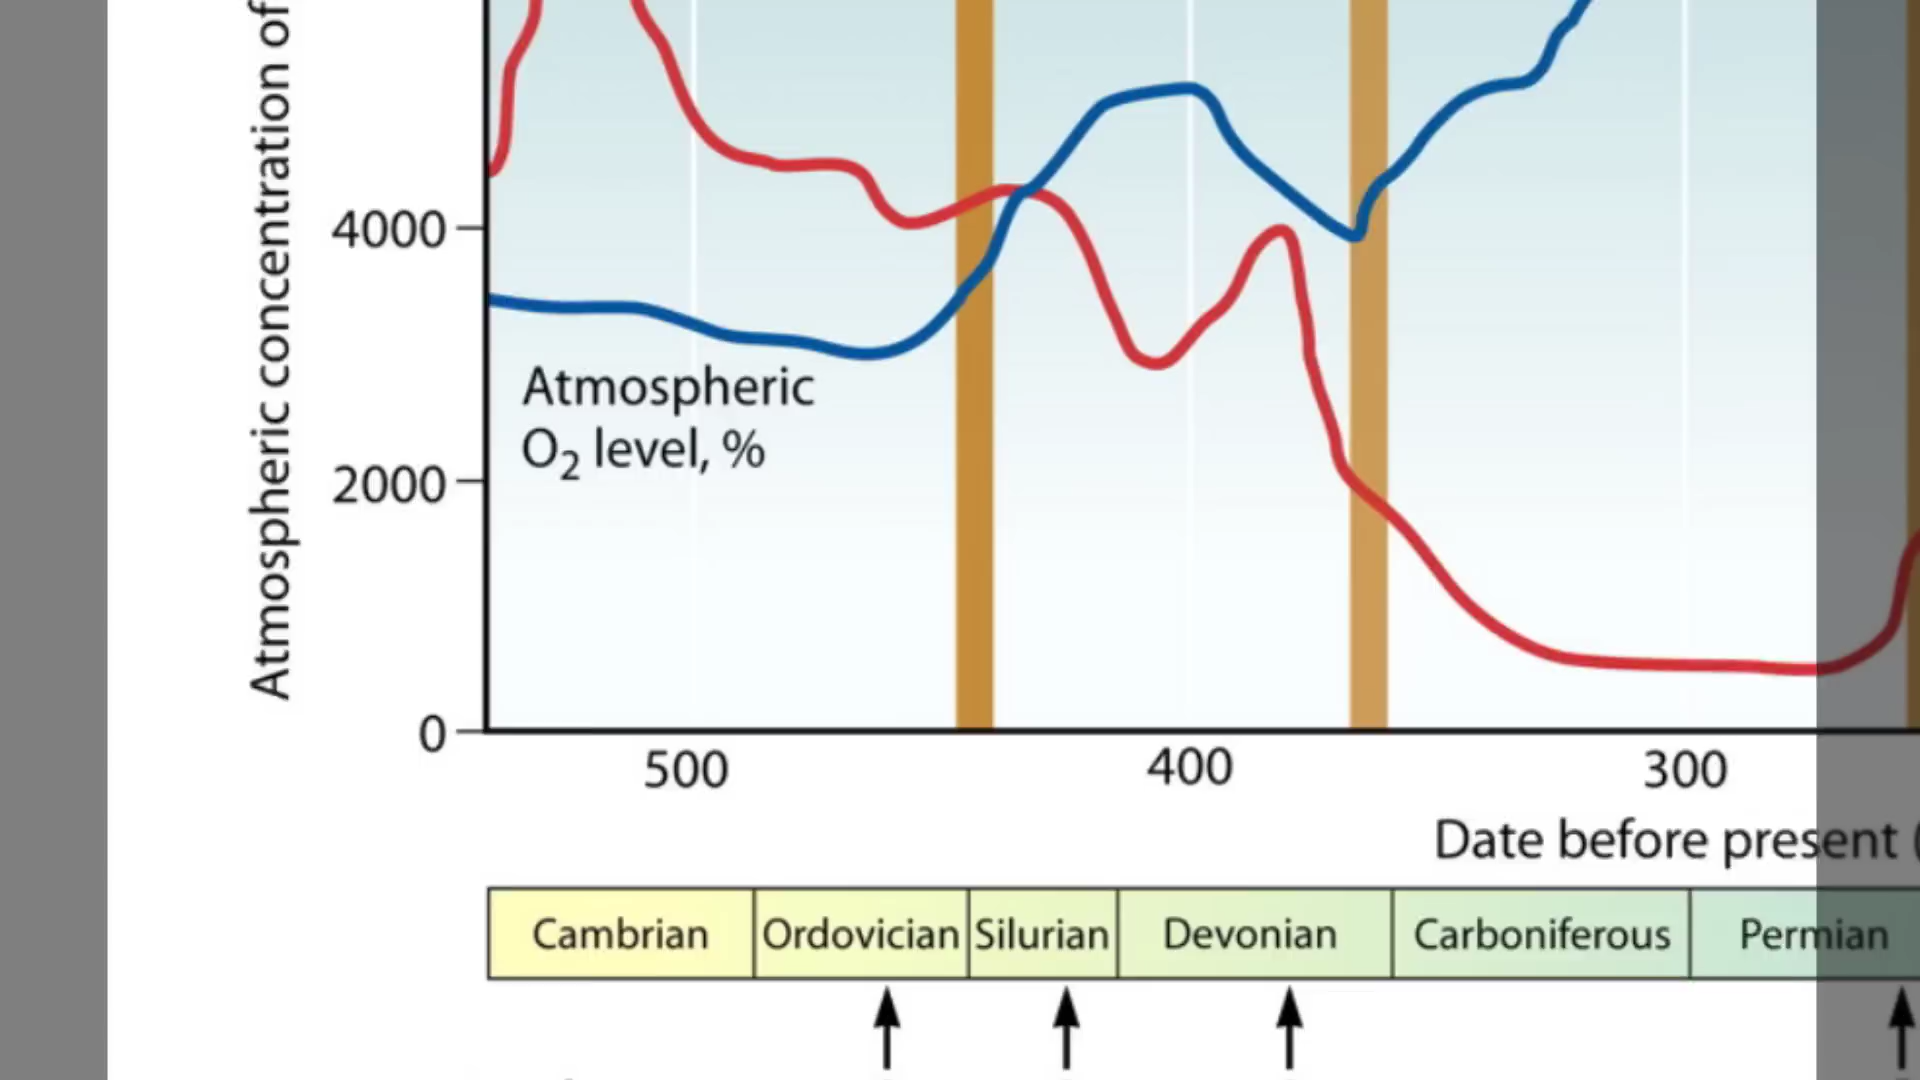 Atmospheric concentration of
4000
2000
0
Atmospheric
O₂ level, %
500 400 300
Date before present (
Cambrian Ordovician Silurian Devonian Carboniferous Permian